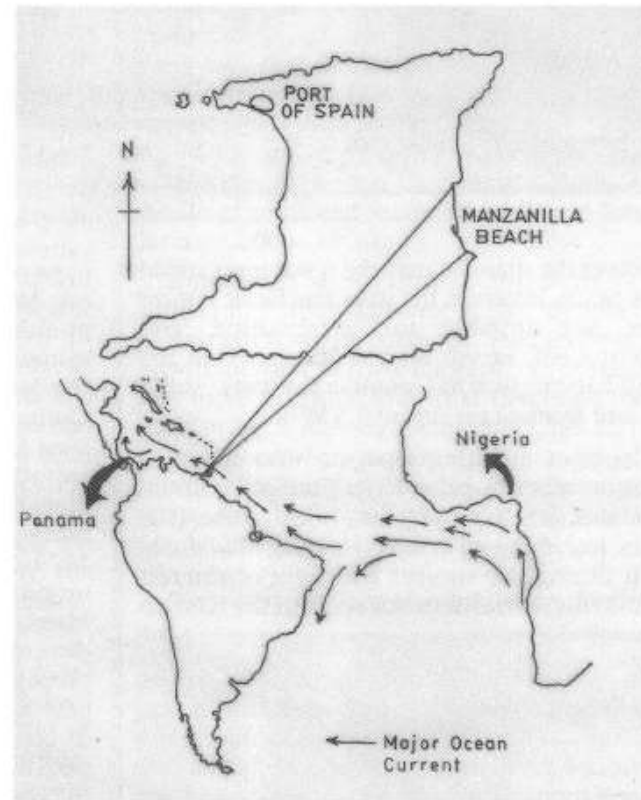 PORT
OF SPAIN
N
MANZANILLA
BEACH
Nigeria
Panama
Major Ocean
Current